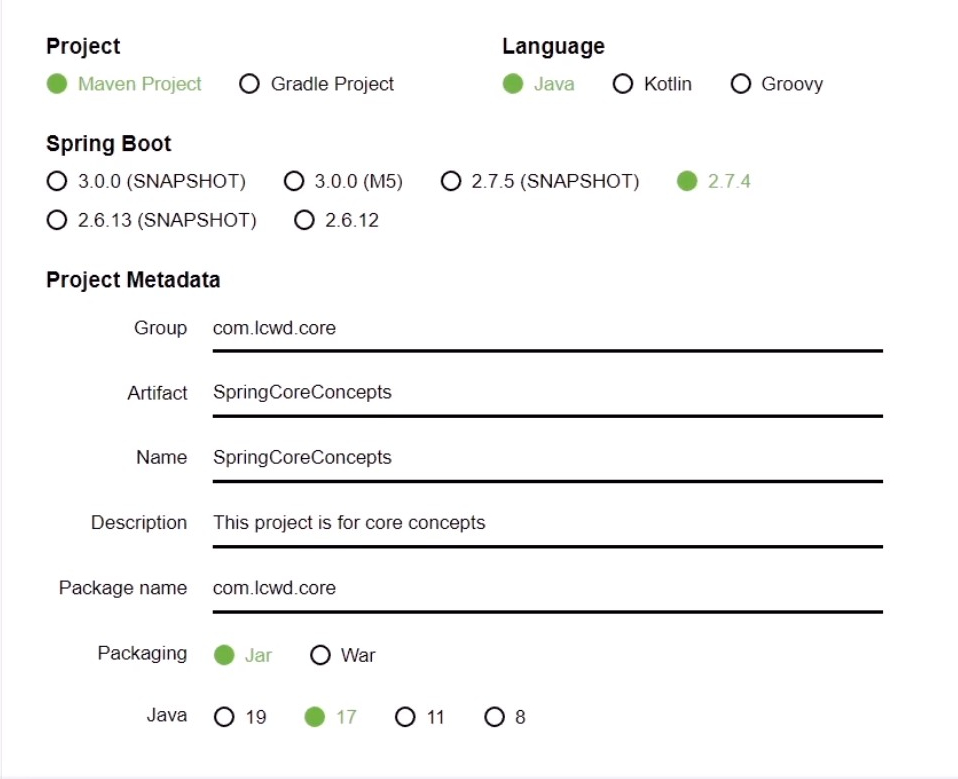 Project
Maven Project Gradle Project
Language
Java Kotlin Groovy
Spring Boot
3.0.0 (SNAPSHOT) 3.0.0 (M5) 2.7.5 (SNAPSHOT) 2.7.4
2.6.13 (SNAPSHOT) 2.6.12
Project Metadata
Group com.lcwd.core
Artifact SpringCoreConcepts
Name SpringCoreConcepts
Description This project is for core concepts
Package name com.lcwd.core
Packaging Jar War
Java 19 17 11 8